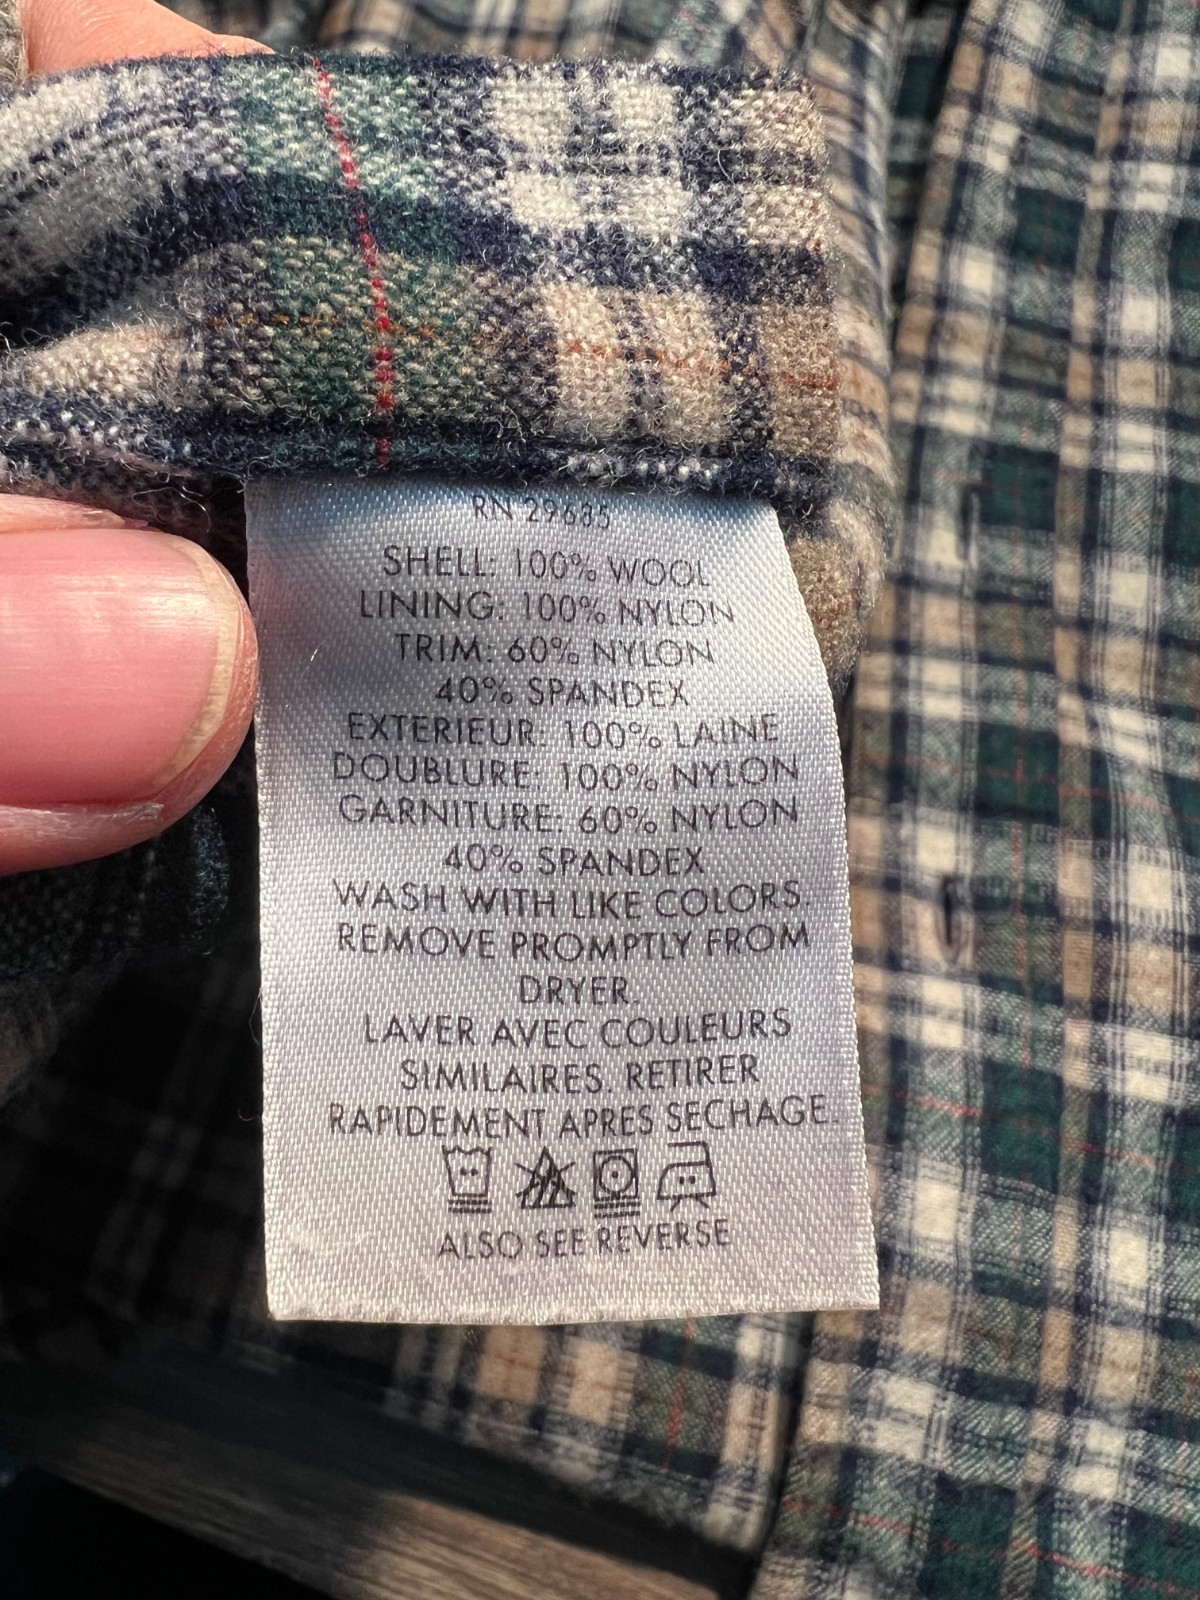 RN 29685
SHELL: 100% WOOL
LINING: 100% NYLON
TRIM: 60% NYLON
40% SPANDEX
EXTERIEUR: 100% LAINE
DOUBLURE: 100% NYLON
GARNITURE: 60% NYLON
40% SPANDEX
WASH WITH LIKE COLORS.
REMOVE PROMPTLY FROM
DRYER.
LAVER AVEC COULEURS
SIMILAIRES. RETIRER
RAPIDEMENT APRES SECHAGE.
ALSO SEE REVERSE